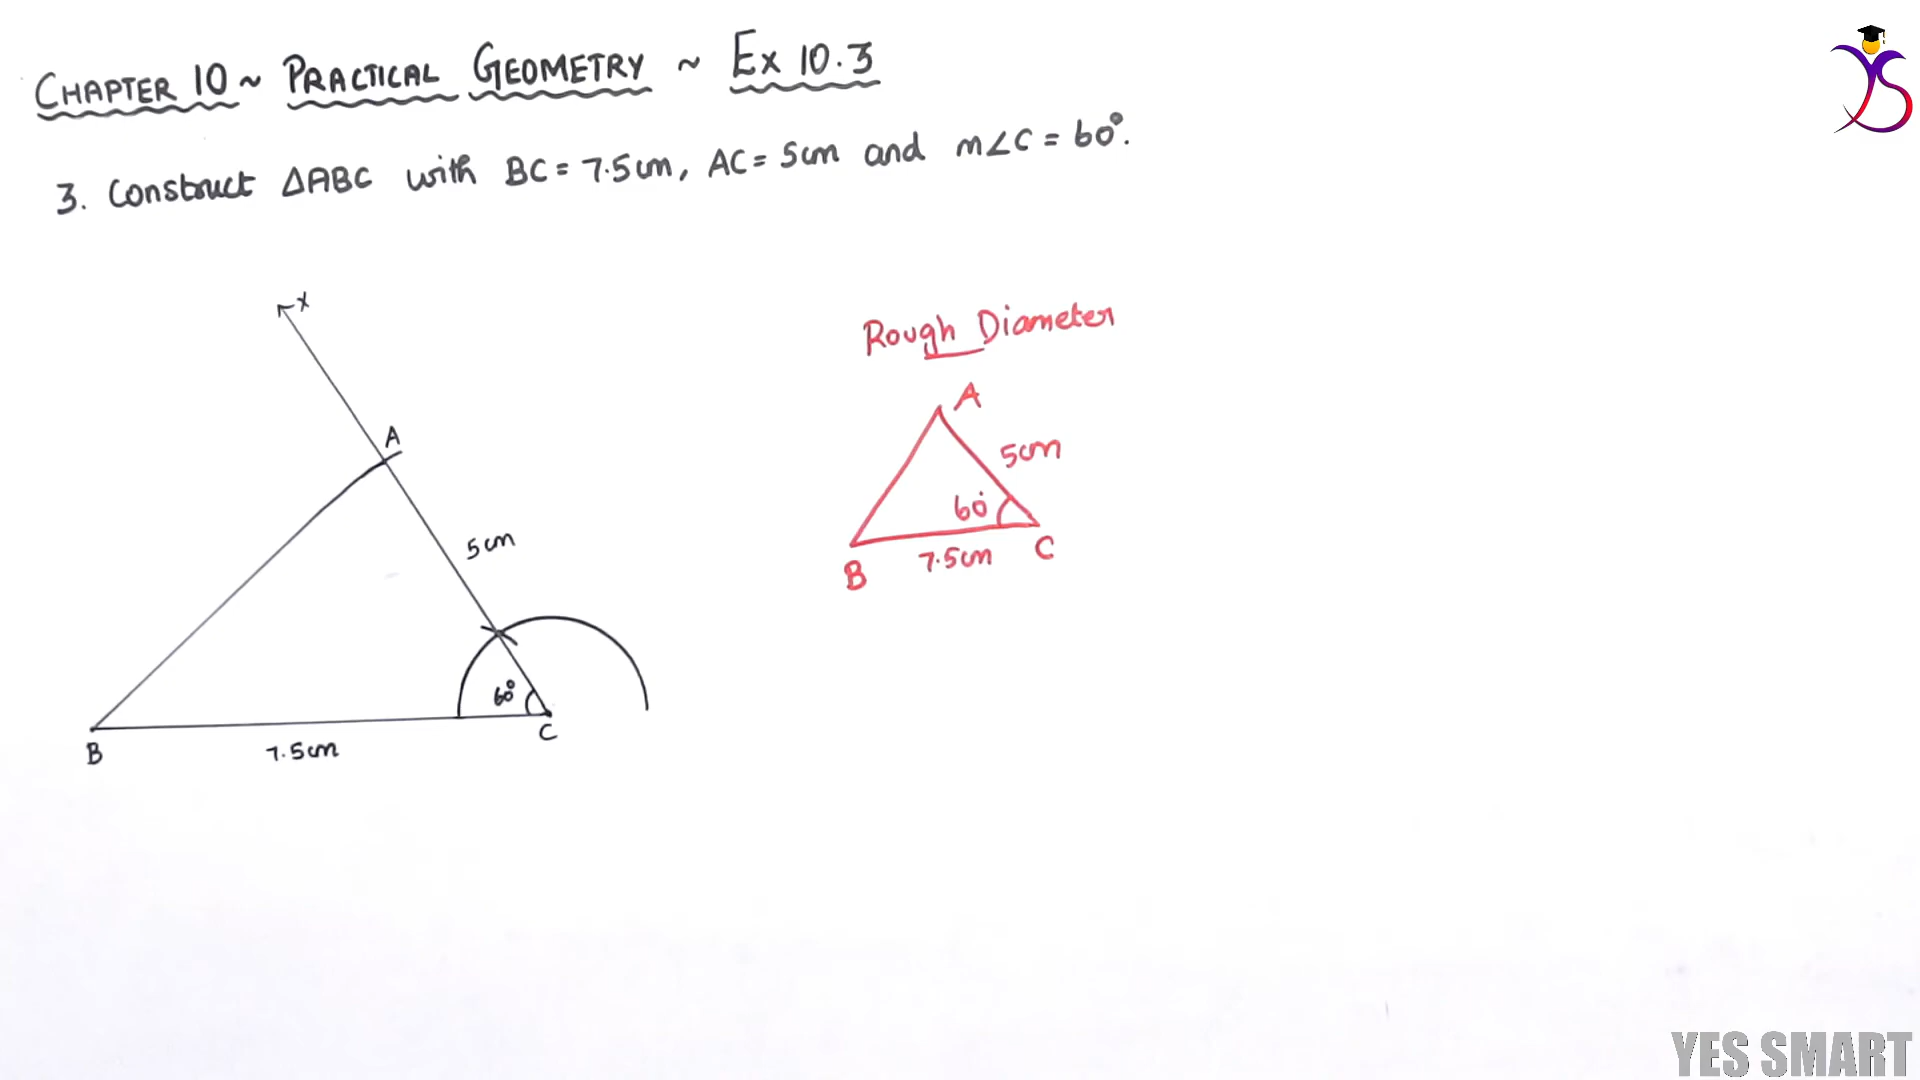 CHAPTER 10 ~ PRACTICAL GEOMETRY ~ EX 10.3
3. Construct ΔABC with BC = 7.5cm, AC = 5cm and m∠C = 60°.
X
Rough Diameter
A
5cm
60°
B
7.5cm
C
A
5cm
60°
B
7.5cm
C
YS
YES SMART